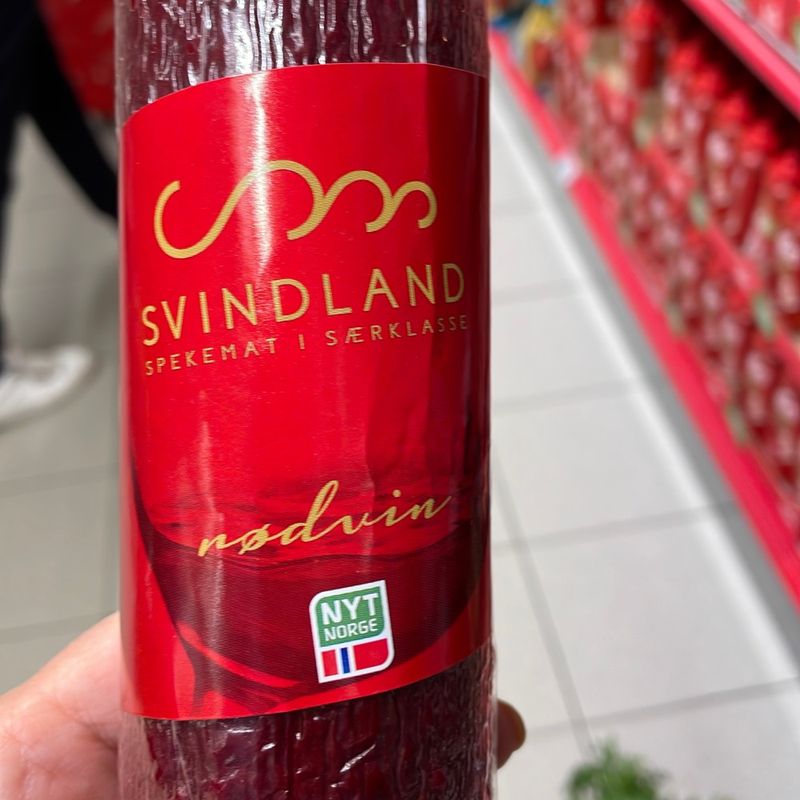 SVINDLAND
SPEKEMAT I SÆRKLASSE
rødvin
NYT
NORGE